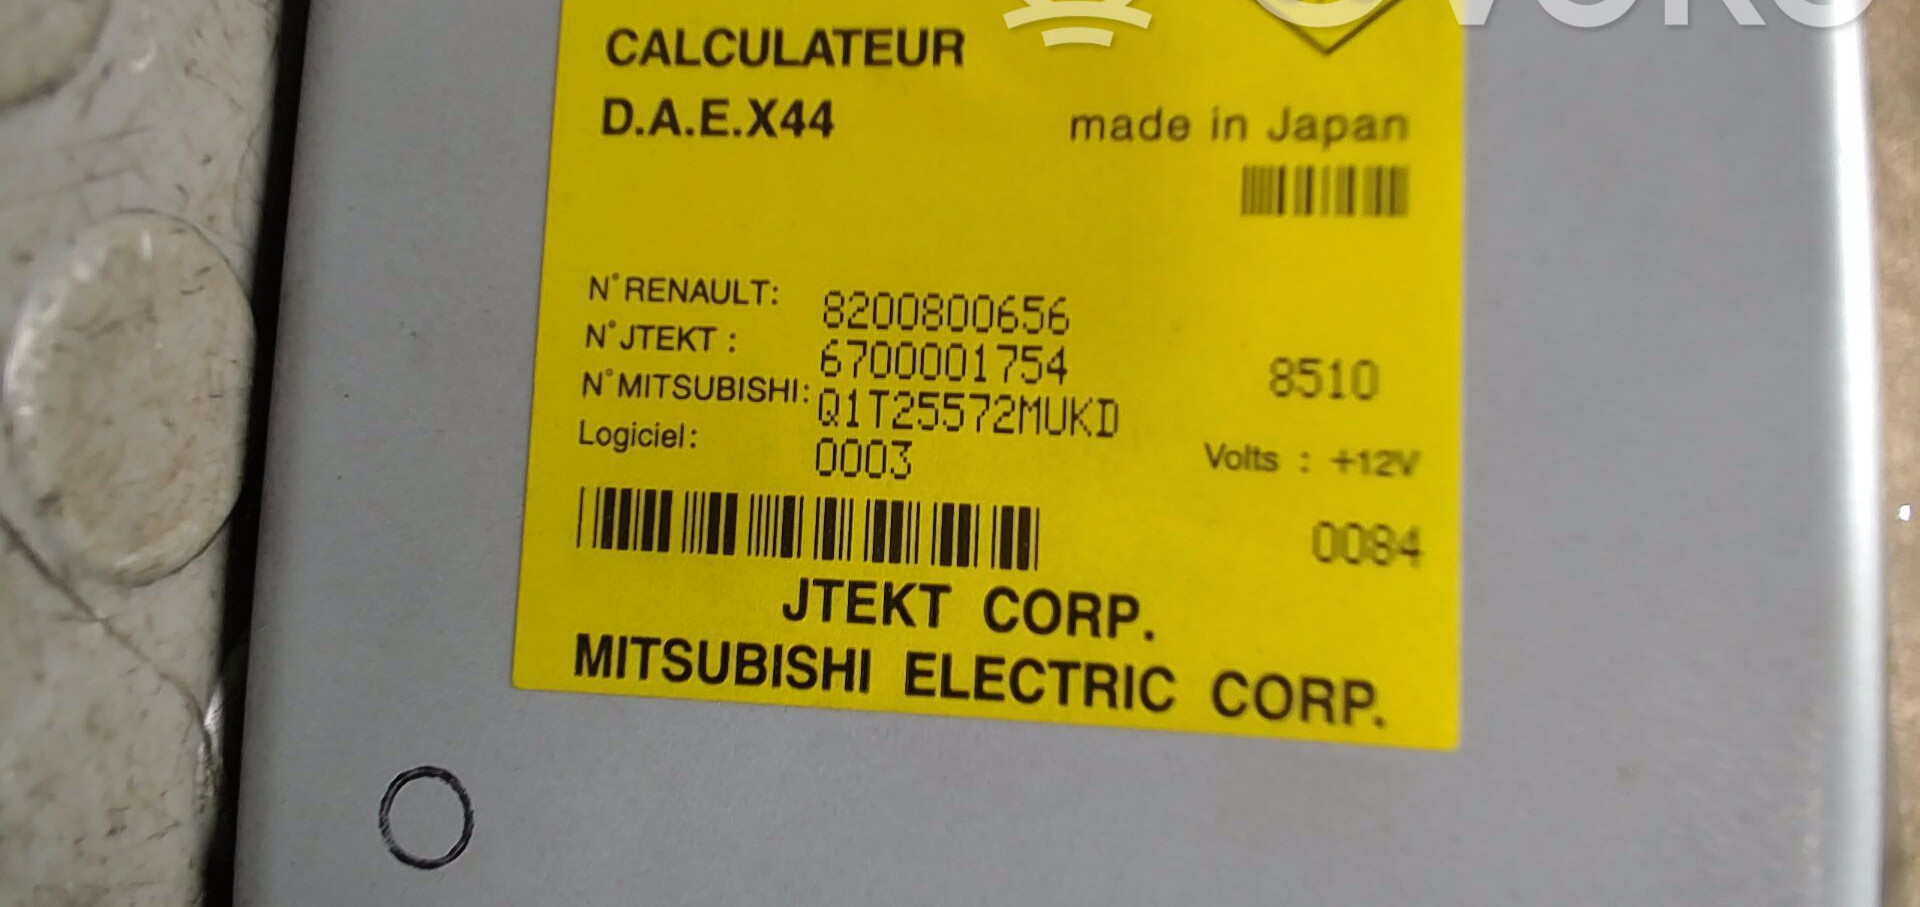 CALCULATEUR
D.A.E.X44
made in Japan
N°RENAULT: 8200800656
N°JTEKT : 6700001754
8510
N°MITSUBISHI: Q1T25572MUKD
Logiciel: 0003
Volts : +12V
0084
JTEKT CORP.
MITSUBISHI ELECTRIC CORP.